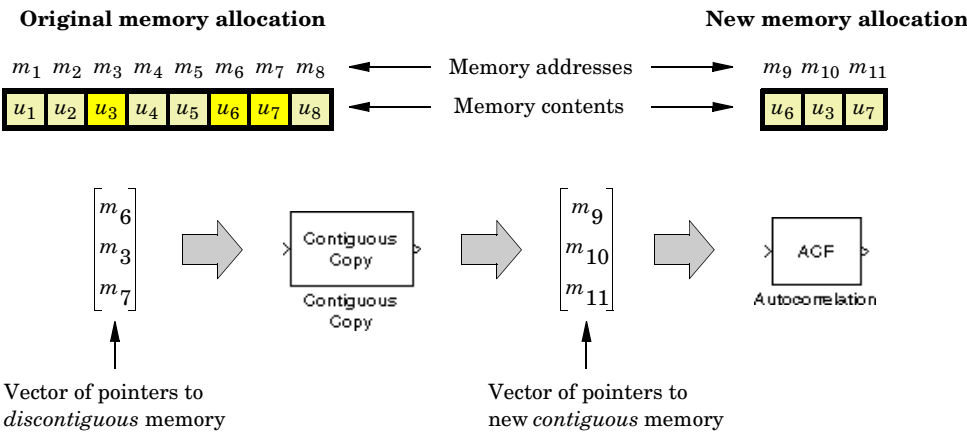 Original memory allocation New memory allocation
m1 m2 m3 m4 m5 m6 m7 m8 Memory addresses m9 m10 m11
u1 u2 u3 u4 u5 u6 u7 u8 Memory contents u6 u3 u7
m6
m3
m7
Contiguous
Copy
Contiguous
Copy
m9
m10
m11
ACF
Autocorrelation
Vector of pointers to
discontiguous memory
Vector of pointers to
new contiguous memory